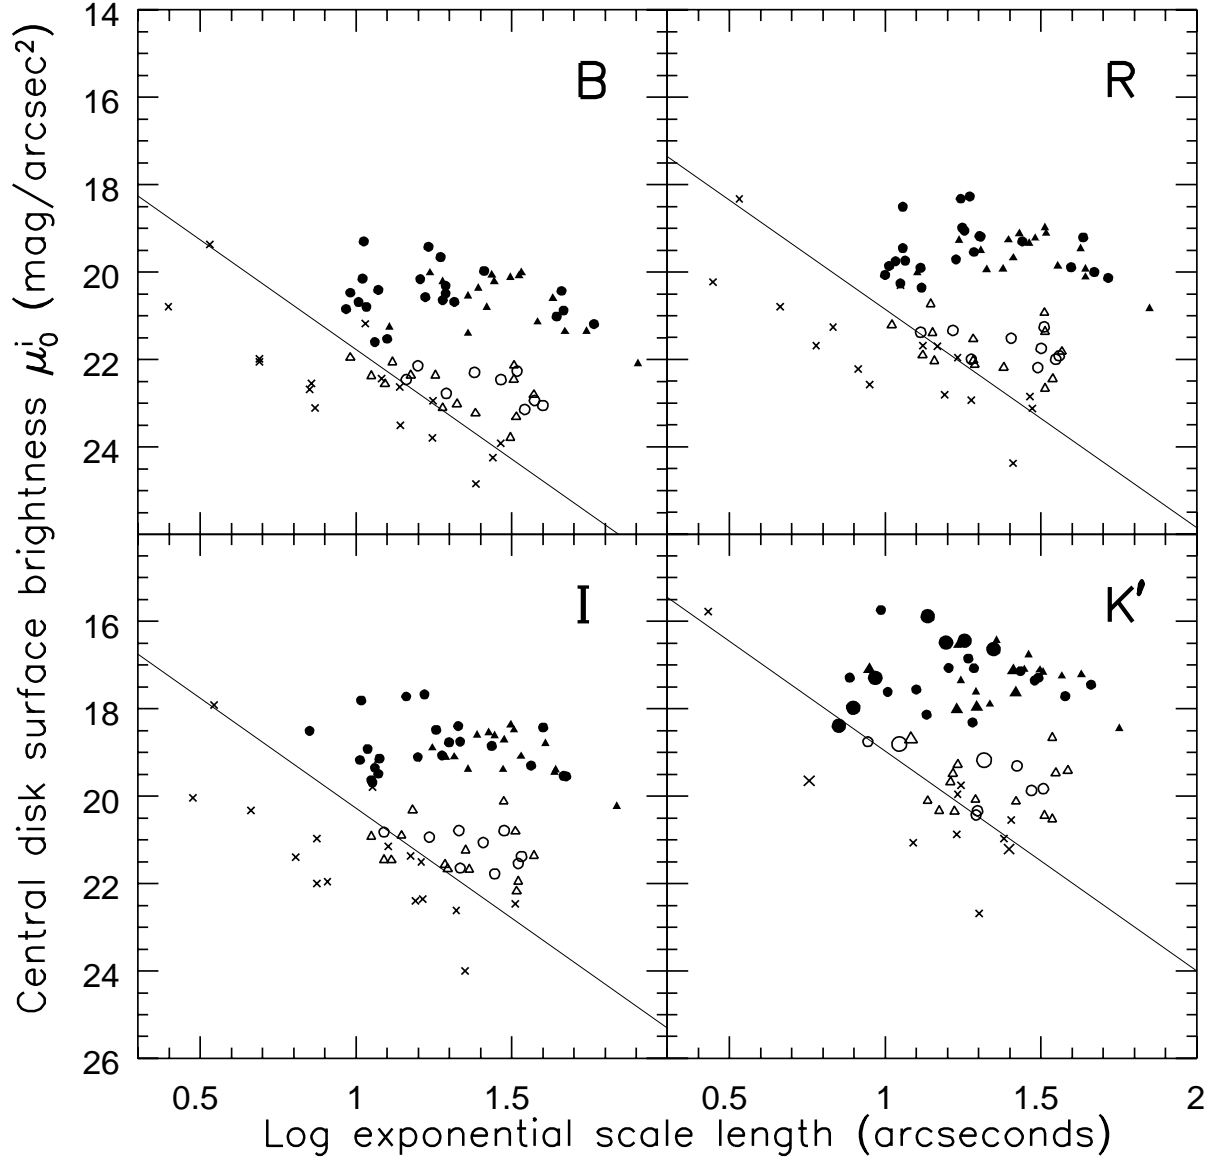 Central disk surface brightness μ₀ⁱ (mag/arcsec²)
14
16
18
20
22
24
B
R
16
18
20
22
24
26
I
K′
0.5 1 1.5 0.5 1 1.5 2
Log exponential scale length (arcseconds)